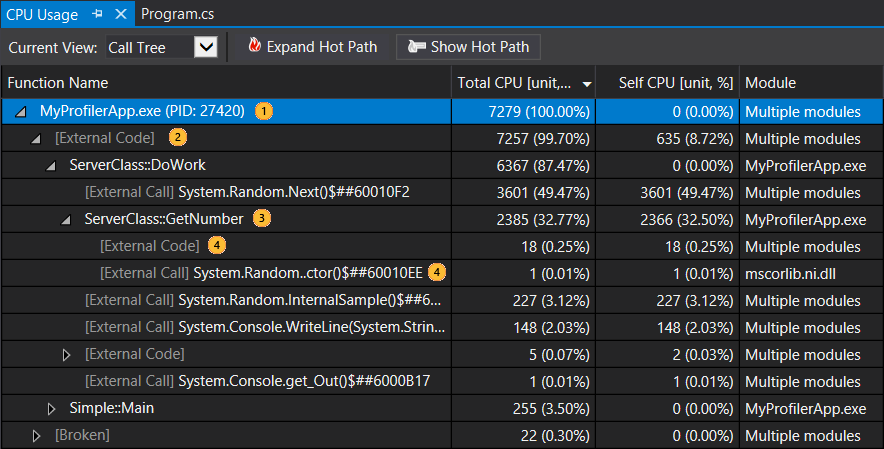 CPU Usage Program.cs
Current View: Call Tree Expand Hot Path Show Hot Path
Function Name Total CPU [unit,... Self CPU [unit, %] Module
MyProfilerApp.exe (PID: 27420) 1 7279 (100.00%) 0 (0.00%) Multiple modules
[External Code] 2 7257 (99.70%) 635 (8.72%) Multiple modules
ServerClass::DoWork 6367 (87.47%) 0 (0.00%) MyProfilerApp.exe
[External Call] System.Random.Next()$##60010F2 3601 (49.47%) 3601 (49.47%) Multiple modules
ServerClass::GetNumber 3 2385 (32.77%) 2366 (32.50%) MyProfilerApp.exe
[External Code] 4 18 (0.25%) 18 (0.25%) Multiple modules
[External Call] System.Random..ctor()$##60010EE 4 1 (0.01%) 1 (0.01%) mscorlib.ni.dll
[External Call] System.Random.InternalSample()$##6... 227 (3.12%) 227 (3.12%) Multiple modules
[External Call] System.Console.WriteLine(System.Strin... 148 (2.03%) 148 (2.03%) Multiple modules
[External Code] 5 (0.07%) 2 (0.03%) Multiple modules
[External Call] System.Console.get_Out()$##6000B17 1 (0.01%) 1 (0.01%) Multiple modules
Simple::Main 255 (3.50%) 0 (0.00%) MyProfilerApp.exe
[Broken] 22 (0.30%) 0 (0.00%) Multiple modules